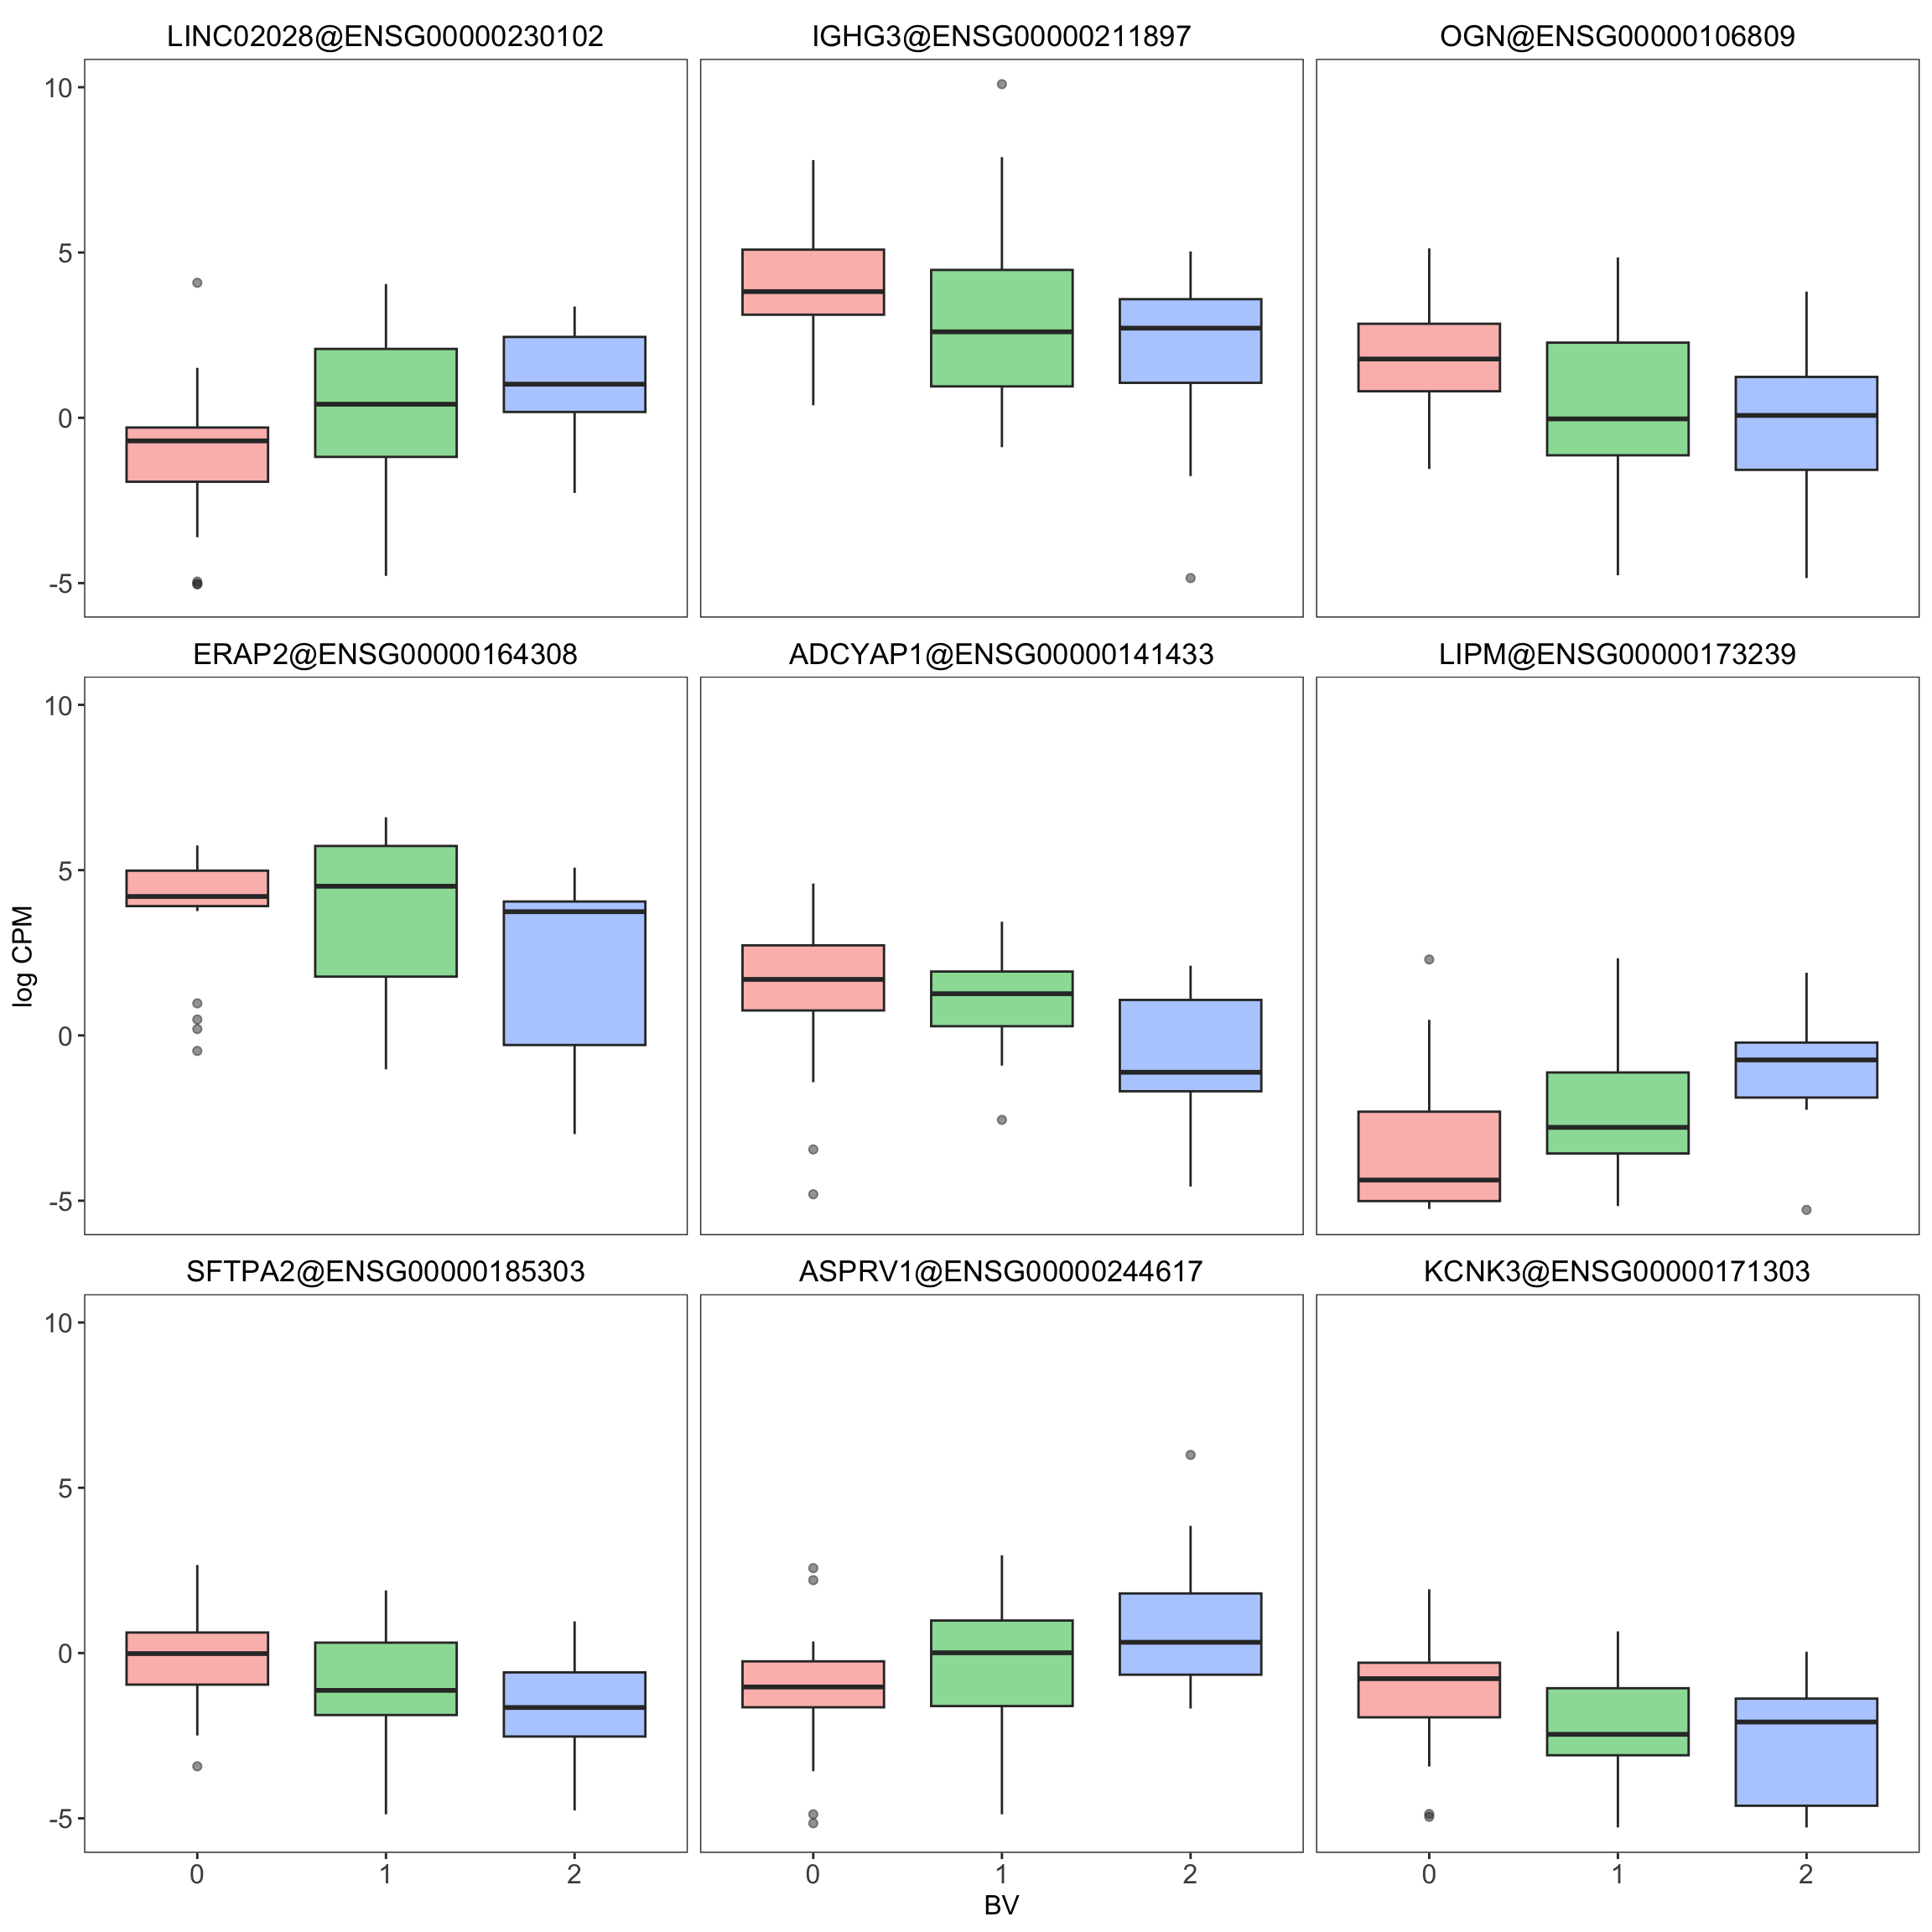 LINC02028@ENSG00000230102
IGHG3@ENSG00000211897
OGN@ENSG00000106809
10
5
0
-5
ERAP2@ENSG00000164308
ADCYAP1@ENSG00000141433
LIPM@ENSG00000173239
10
5
0
-5
log CPM
SFTPA2@ENSG00000185303
ASPRV1@ENSG00000244617
KCNK3@ENSG00000171303
10
5
0
-5
0 1 2
0 1 2
0 1 2
BV